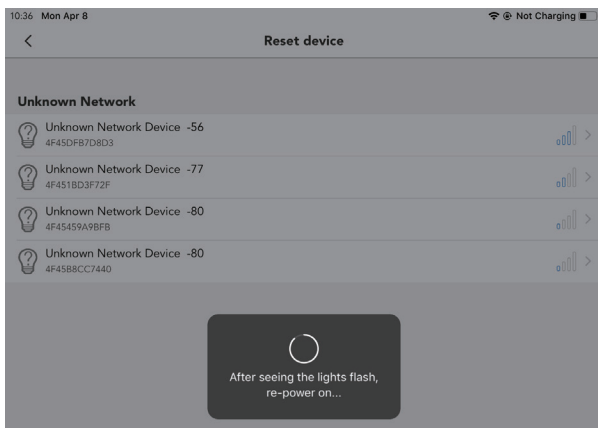 10:36 Mon Apr 8 Not Charging
Reset device
Unknown Network
Unknown Network Device -56
4F45DFB7D8D3
Unknown Network Device -77
4F451BD3F72F
Unknown Network Device -80
4F45459A9BFB
Unknown Network Device -80
4F45B8CC7440
After seeing the lights flash,
re-power on...